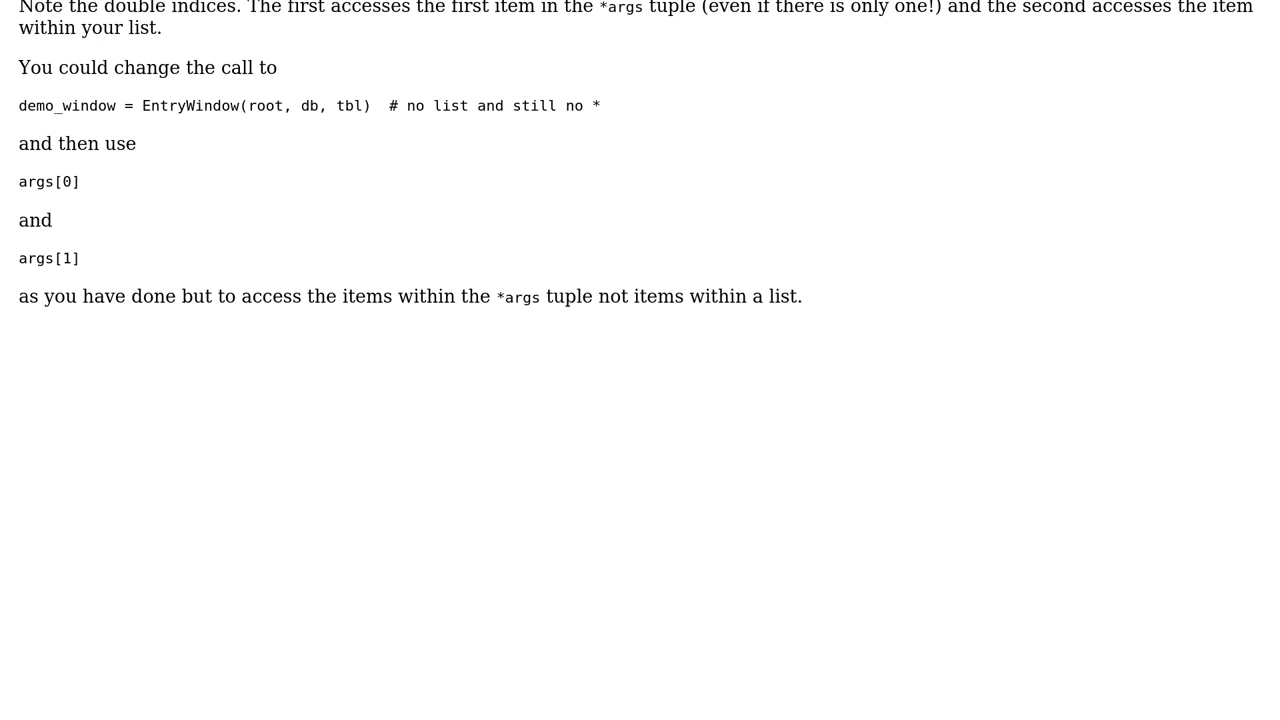 Note the double indices. The first accesses the first item in the *args tuple (even if there is only one!) and the second accesses the item
within your list.
You could change the call to
demo_window = EntryWindow(root, db, tbl)  # no list and still no *
and then use
args[0]
and
args[1]
as you have done but to access the items within the *args tuple not items within a list.